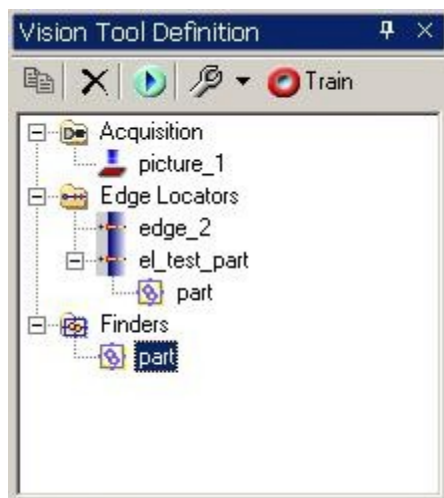 Vision Tool Definition
Train
Acquisition
picture_1
Edge Locators
edge_2
el_test_part
part
Finders
part